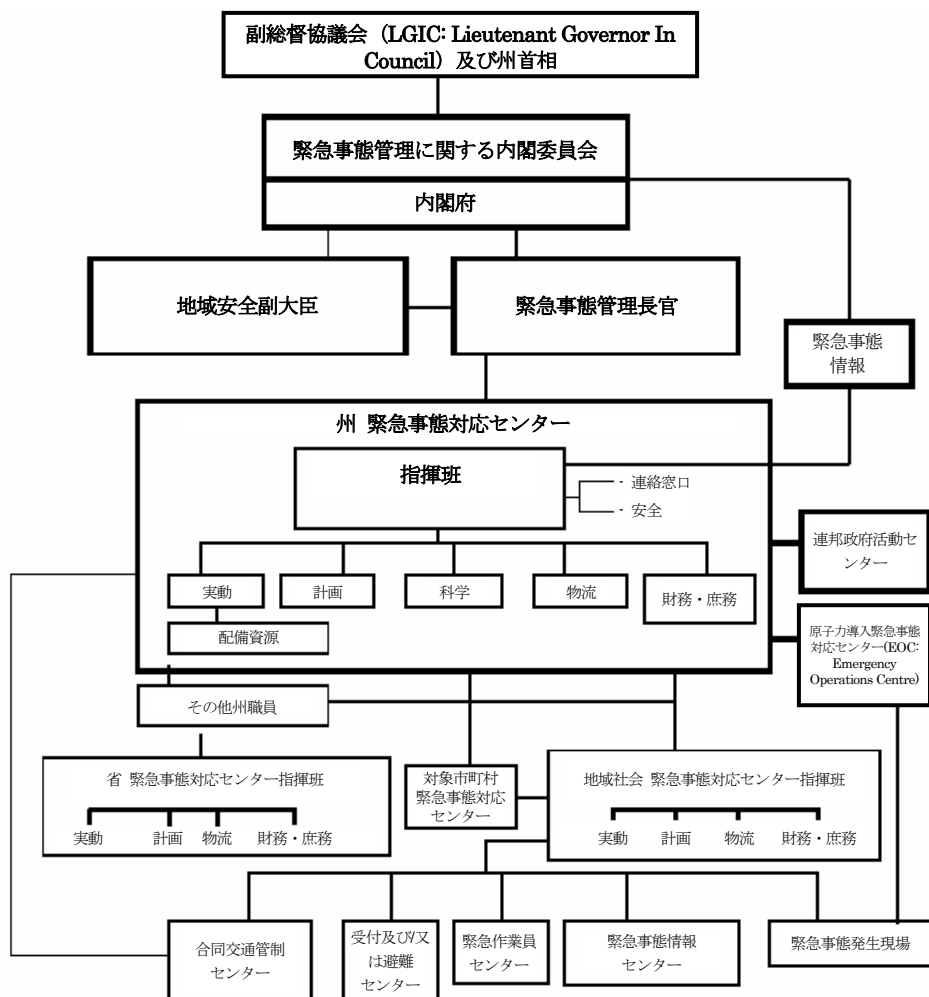 副総督協議会（LGIC: Lieutenant Governor In
Council）及び州首相
緊急事態管理に関する内閣委員会
内閣府
地域安全副大臣
緊急事態管理長官
緊急事態
情報
州 緊急事態対応センター
指揮班
- 連絡窓口
- 安全
実動
計画
科学
物流
財務・庶務
配備資源
連邦政府活動セ
ンター
原子力導入緊急事態
対応センター(EOC:
Emergency
Operations Centre)
その他州職員
省 緊急事態対応センター指揮班
実動
計画
物流
財務・庶務
対象市町村
緊急事態対応
センター
地域社会 緊急事態対応センター指揮班
実動
計画
物流
財務・庶務
合同交通管制
センター
受付及び/又
は避難
センター
緊急作業員
センター
緊急事態情報
センター
緊急事態発生現場